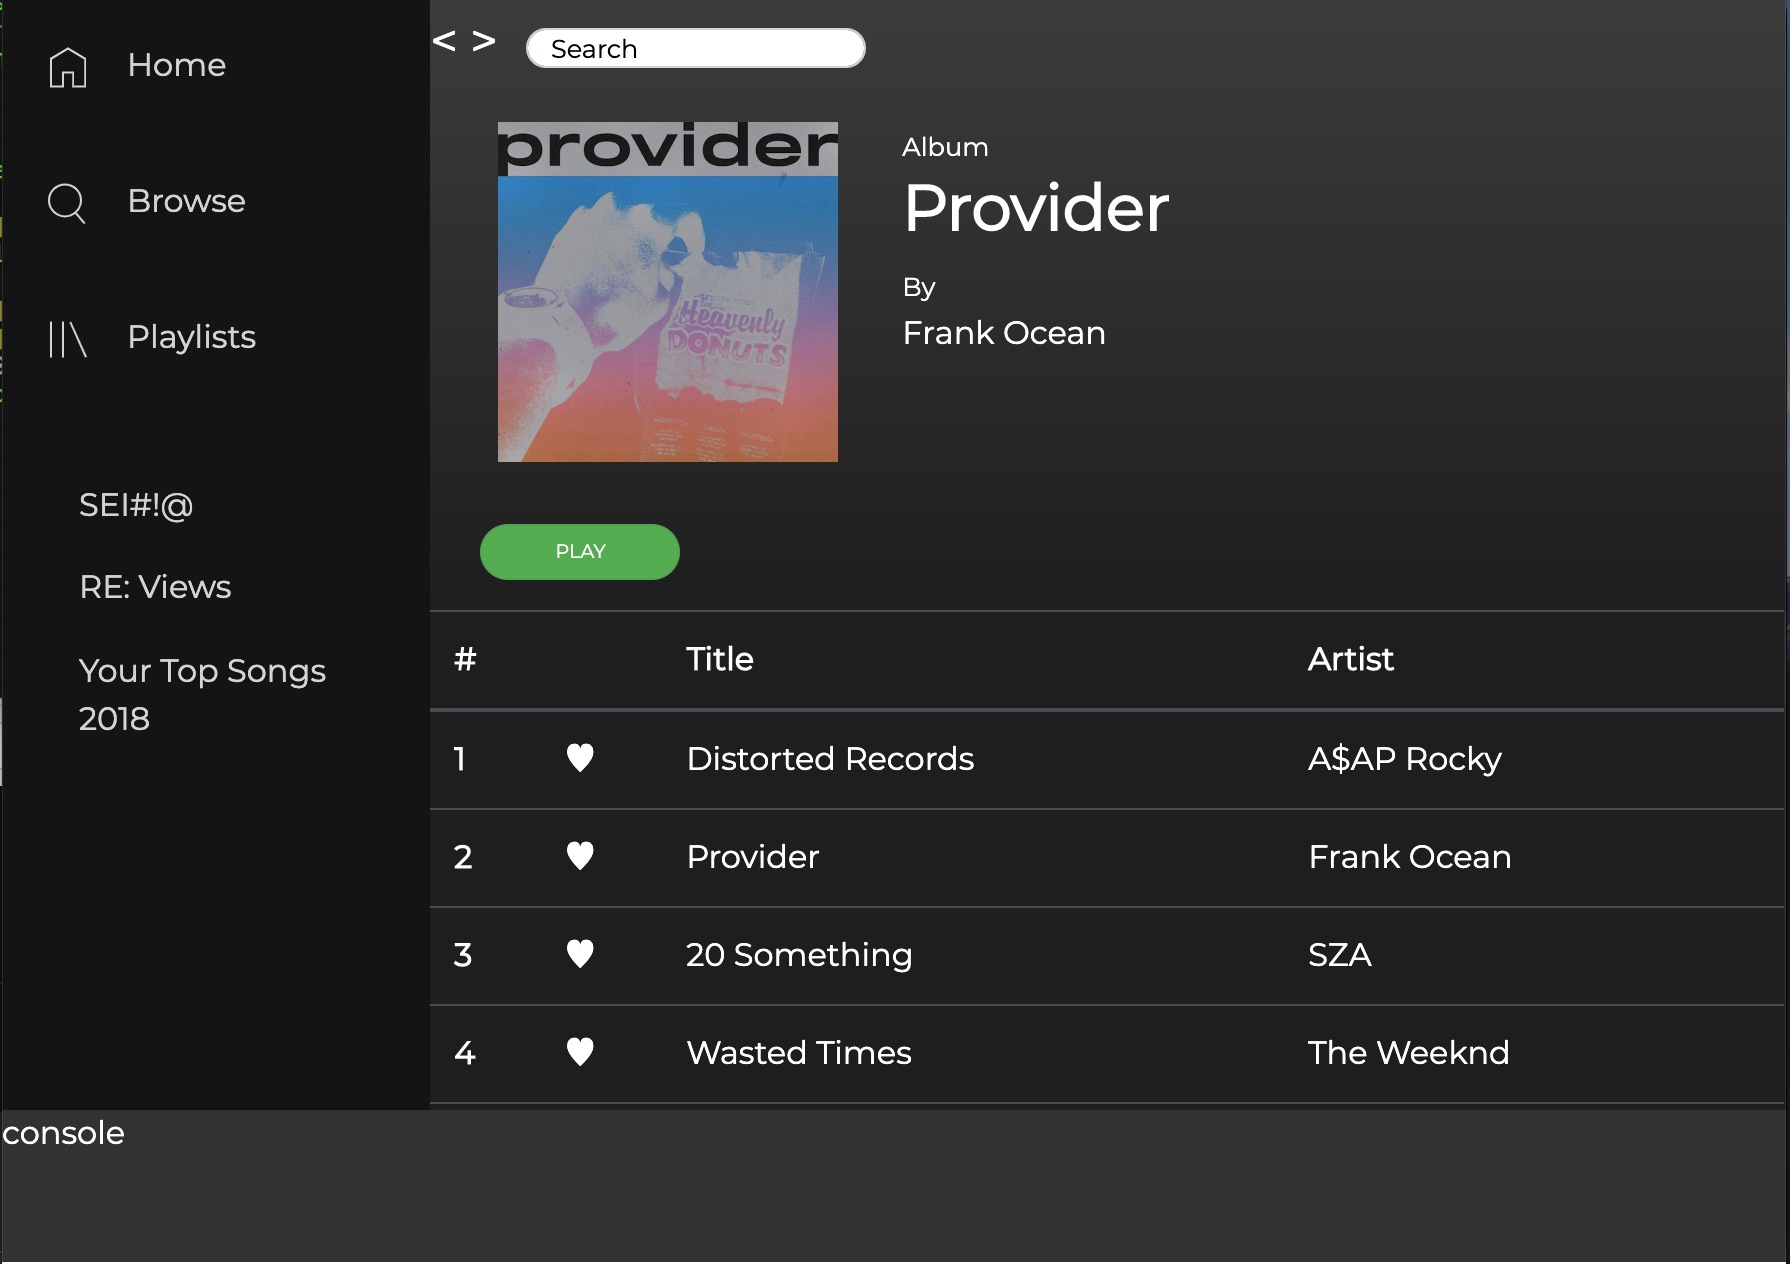 Home
Browse
Playlists
SEI#!@
RE: Views
Your Top Songs
2018
< >
Search
provider
Heavenly
DONUTS
Album
Provider
By
Frank Ocean
PLAY
# Title Artist
1 Distorted Records A$AP Rocky
2 Provider Frank Ocean
3 20 Something SZA
4 Wasted Times The Weeknd
console